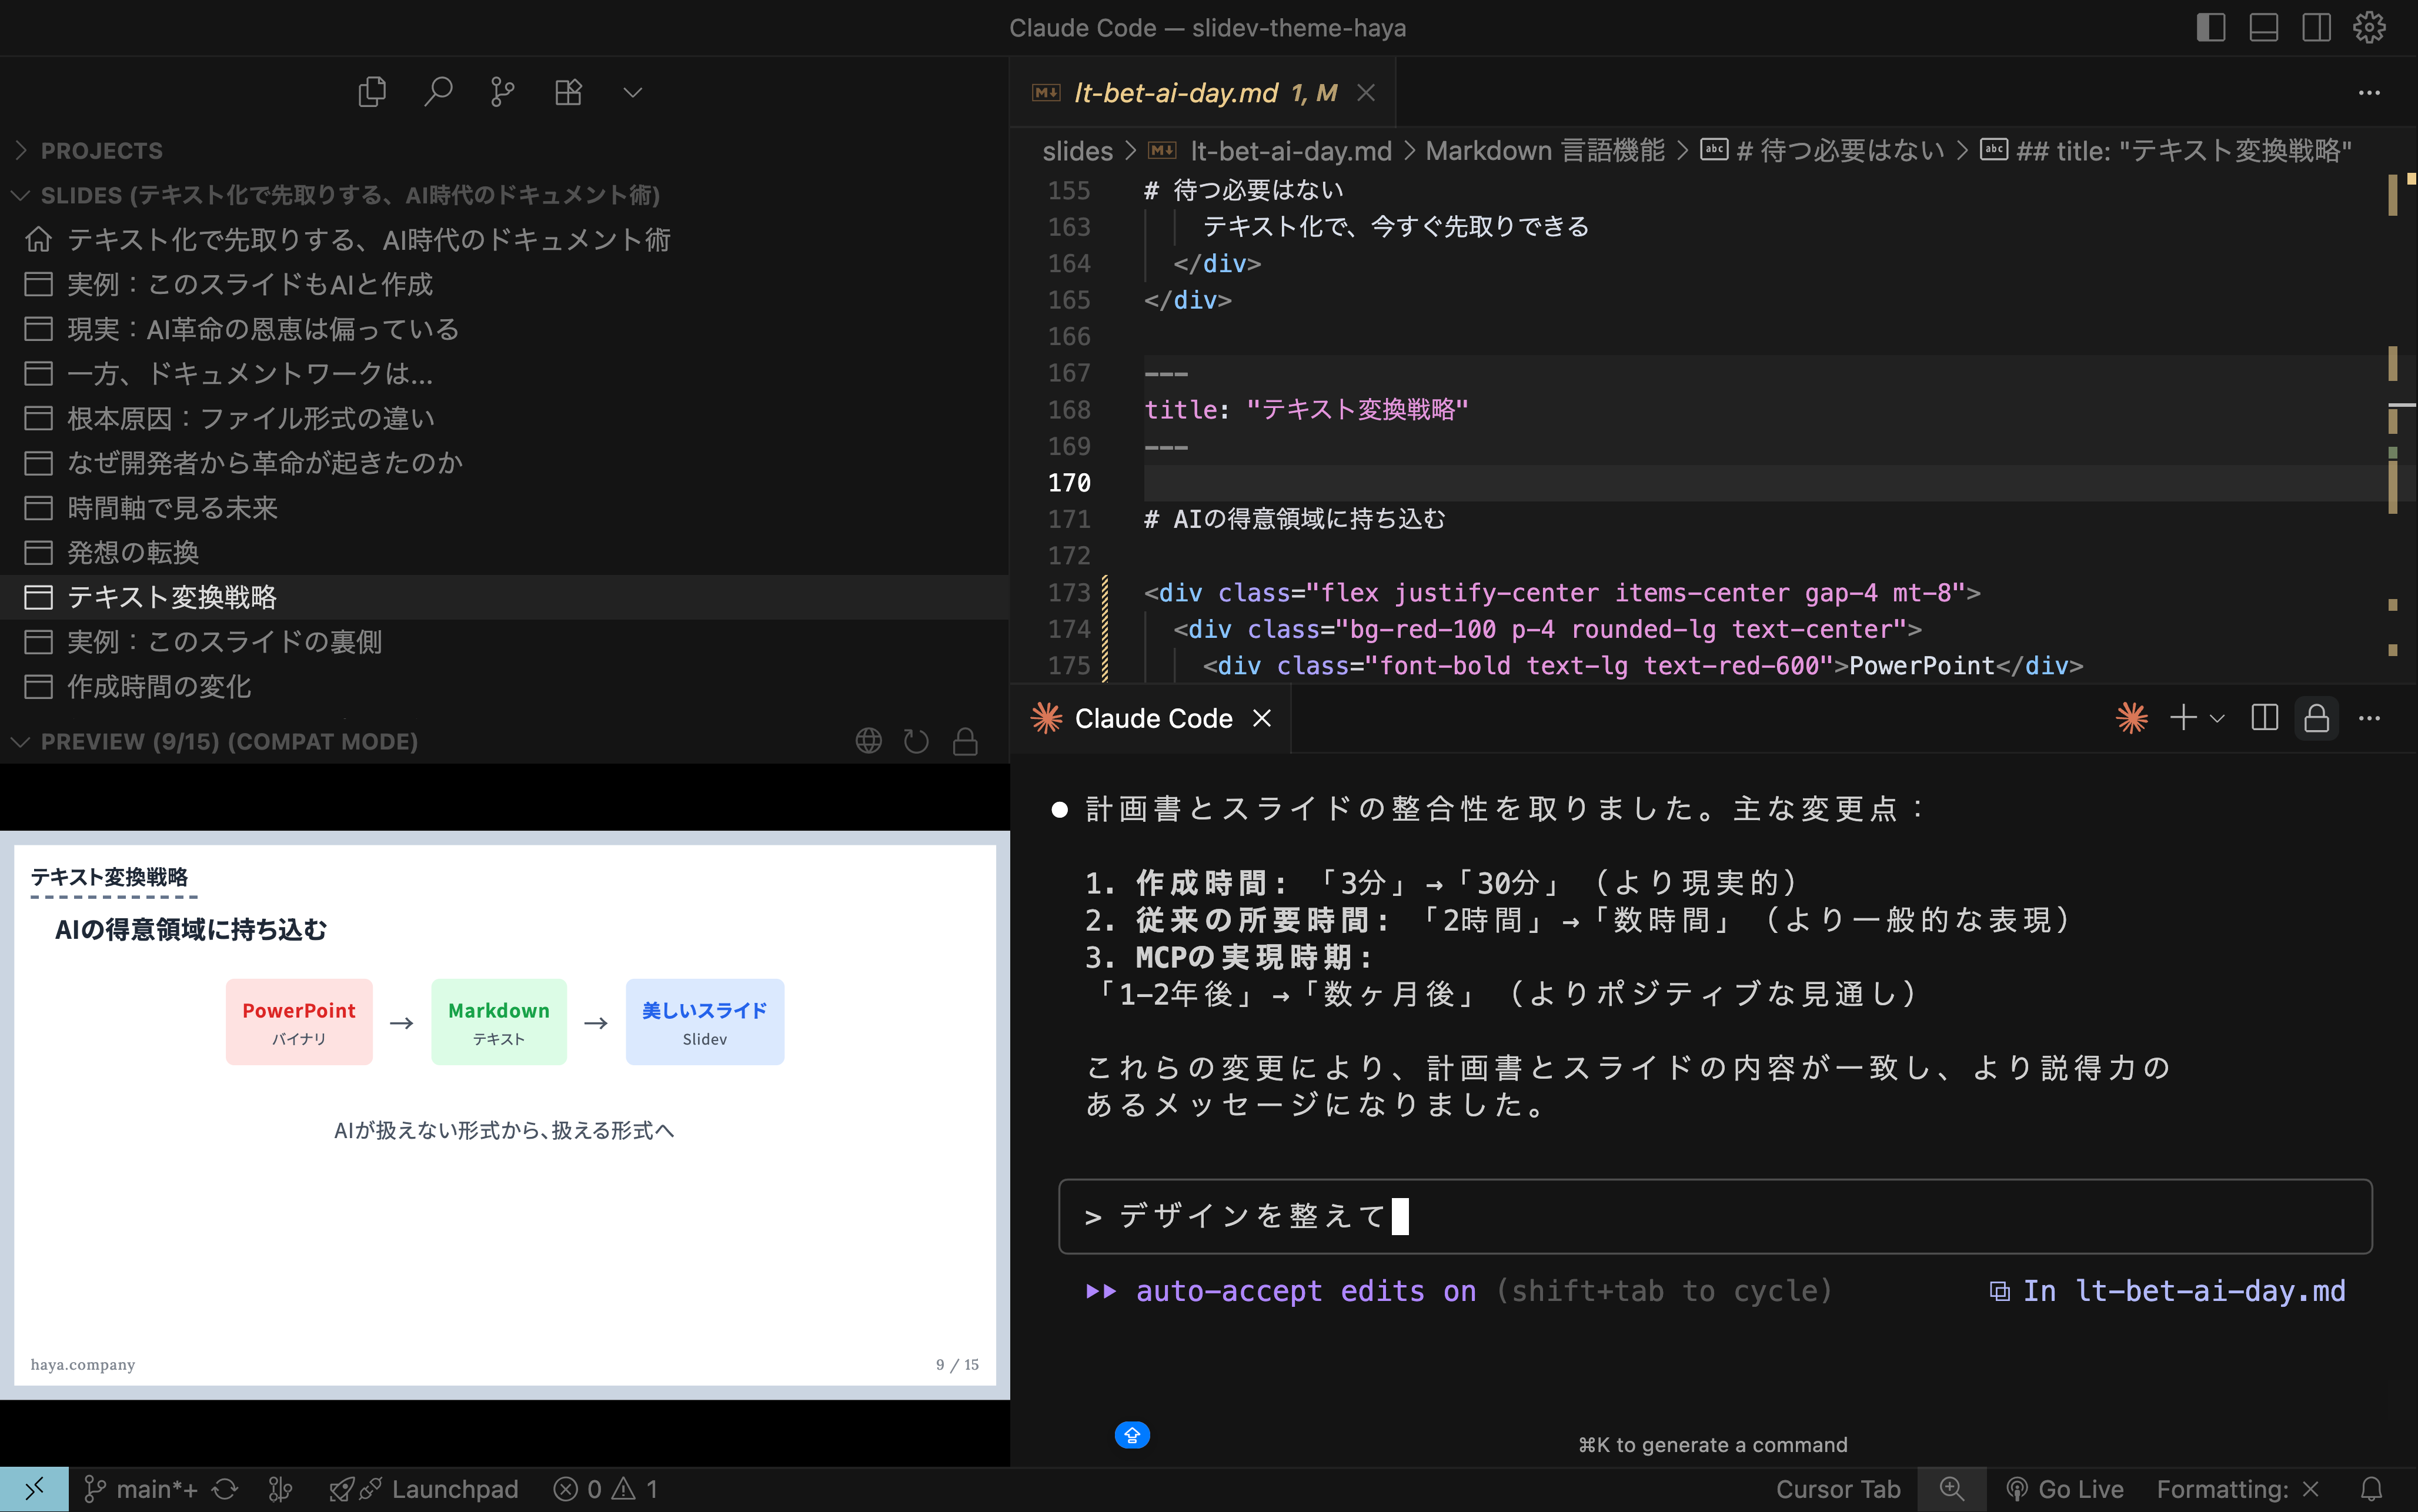 Claude Code — slidev-theme-haya
PROJECTS
SLIDES (テキスト化で先取りする、AI時代のドキュメント術)
テキスト化で先取りする、AI時代のドキュメント術
実例：このスライドもAIと作成
現実：AI革命の恩恵は偏っている
一方、ドキュメントワークは...
根本原因：ファイル形式の違い
なぜ開発者から革命が起きたのか
時間軸で見る未来
発想の転換
テキスト変換戦略
実例：このスライドの裏側
作成時間の変化
PREVIEW (9/15) (COMPAT MODE)
テキスト変換戦略
AIの得意領域に持ち込む
PowerPoint → Markdown → 美しいスライド
バイナリ テキスト Slidev
AIが扱えない形式から、扱える形式へ
haya.company 9 / 15
lt-bet-ai-day.md 1, M
slides > lt-bet-ai-day.md > Markdown 言語機能 > # 待つ必要はない > ## title: "テキスト変換戦略"
155 # 待つ必要はない
163 テキスト化で、今すぐ先取りできる
164 </div>
165 </div>
166
167 ---
168 title: "テキスト変換戦略"
169 ---
170
171 # AIの得意領域に持ち込む
172
173 <div class="flex justify-center items-center gap-4 mt-8">
174 <div class="bg-red-100 p-4 rounded-lg text-center">
175 <div class="font-bold text-lg text-red-600">PowerPoint</div>
Claude Code
計画書とスライドの整合性を取りました。主な変更点：
1. 作成時間: 「3分」→「30分」（より現実的）
2. 従来の所要時間: 「2時間」→「数時間」（より一般的な表現）
3. MCPの実現時期:
「1-2年後」→「数ヶ月後」（よりポジティブな見通し）
これらの変更により、計画書とスライドの内容が一致し、より説得力の
あるメッセージになりました。
> デザインを整えて
auto-accept edits on (shift+tab to cycle) In lt-bet-ai-day.md
⌘K to generate a command
main*+ Launchpad 0 1 Cursor Tab Go Live Formatting: ×